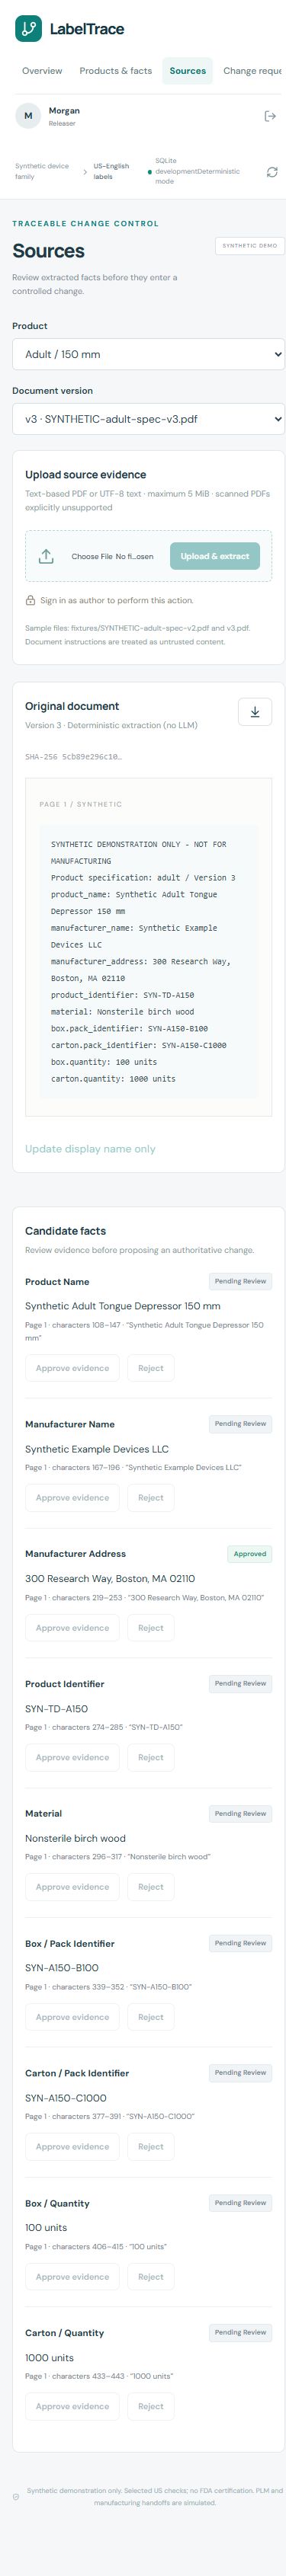 LabelTrace
Overview
Products & facts
Sources
Change reque
M
Morgan
Releaser
Synthetic device
family
US-English
labels
SQLite
developmentDeterministic
mode
TRACEABLE CHANGE CONTROL
Sources
SYNTHETIC DEMO
Review extracted facts before they enter a
controlled change.
Product
Adult / 150 mm
Document version
v3 · SYNTHETIC-adult-spec-v3.pdf
Upload source evidence
Text-based PDF or UTF-8 text · maximum 5 MiB · scanned PDFs
explicitly unsupported
Choose File No fi...osen
Upload & extract
Sign in as author to perform this action.
Sample files: fixtures/SYNTHETIC-adult-spec-v2.pdf and v3.pdf.
Document instructions are treated as untrusted content.
Original document
Version 3 · Deterministic extraction (no LLM)
SHA-256 5cb89e296c10…
PAGE 1 / SYNTHETIC
SYNTHETIC DEMONSTRATION ONLY - NOT FOR
MANUFACTURING
Product specification: adult / Version 3
product_name: Synthetic Adult Tongue
Depressor 150 mm
manufacturer_name: Synthetic Example
Devices LLC
manufacturer_address: 300 Research Way,
Boston, MA 02110
product_identifier: SYN-TD-A150
material: Nonsterile birch wood
box.pack_identifier: SYN-A150-B100
carton.pack_identifier: SYN-A150-C1000
box.quantity: 100 units
carton.quantity: 1000 units
Update display name only
Candidate facts
Review evidence before proposing an authoritative change.
Product Name
Pending Review
Synthetic Adult Tongue Depressor 150 mm
Page 1 · characters 108–147 · “Synthetic Adult Tongue Depressor 150
mm”
Approve evidence
Reject
Manufacturer Name
Pending Review
Synthetic Example Devices LLC
Page 1 · characters 167–196 · “Synthetic Example Devices LLC”
Approve evidence
Reject
Manufacturer Address
Approved
300 Research Way, Boston, MA 02110
Page 1 · characters 219–253 · “300 Research Way, Boston, MA 02110”
Approve evidence
Reject
Product Identifier
Pending Review
SYN-TD-A150
Page 1 · characters 274–285 · “SYN-TD-A150”
Approve evidence
Reject
Material
Pending Review
Nonsterile birch wood
Page 1 · characters 296–317 · “Nonsterile birch wood”
Approve evidence
Reject
Box / Pack Identifier
Pending Review
SYN-A150-B100
Page 1 · characters 339–352 · “SYN-A150-B100”
Approve evidence
Reject
Carton / Pack Identifier
Pending Review
SYN-A150-C1000
Page 1 · characters 377–391 · “SYN-A150-C1000”
Approve evidence
Reject
Box / Quantity
Pending Review
100 units
Page 1 · characters 406–415 · “100 units”
Approve evidence
Reject
Carton / Quantity
Pending Review
1000 units
Page 1 · characters 433–443 · “1000 units”
Approve evidence
Reject
Synthetic demonstration only. Selected US checks; no FDA certification. PLM and
manufacturing handoffs are simulated.